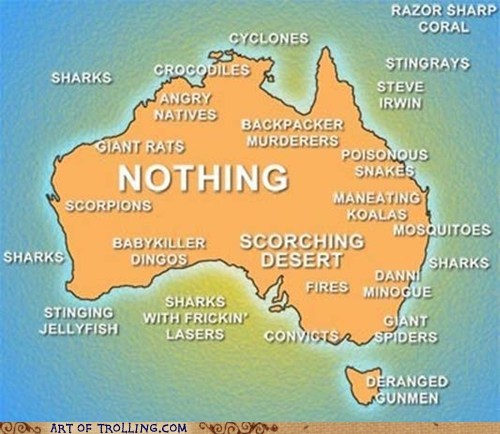 RAZOR SHARP
CORAL
CYCLONES
STINGRAYS
SHARKS
CROCODILES
STEVE
IRWIN
ANGRY
NATIVES
BACKPACKER
MURDERERS
GIANT RATS
POISONOUS
SNAKES
NOTHING
MANEATING
KOALAS
SCORPIONS
MOSQUITOES
BABYKILLER
DINGOS
SCORCHING
DESERT
SHARKS
SHARKS
FIRES
DANNI
MINOGUE
STINGING
JELLYFISH
SHARKS
WITH FRICKIN'
LASERS
CONVICTS
GIANT
SPIDERS
DERANGED
GUNMEN
ART OF TROLLING.COM